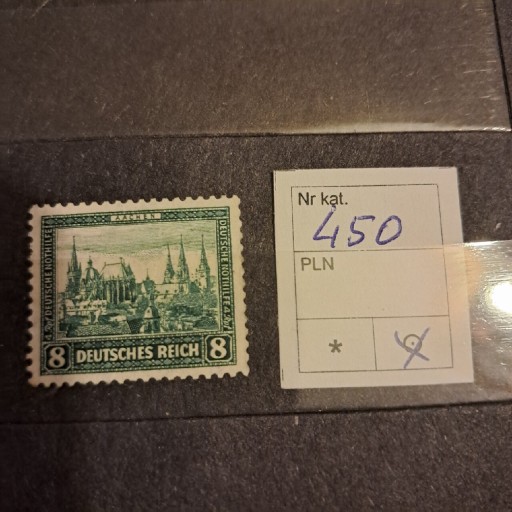 AACHEN
DEUTSCHE NOTHILFE
DEUTSCHE NOTHILFE
8 DEUTSCHES REICH 8
Nr kat.
450
PLN
*